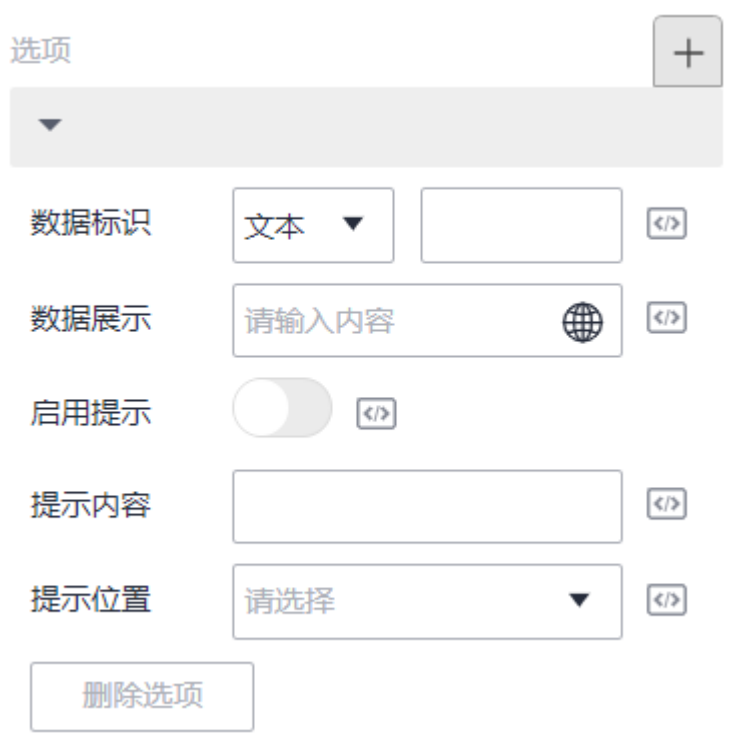 选项
数据标识 文本
数据展示 请输入内容
启用提示
提示内容
提示位置 请选择
删除选项